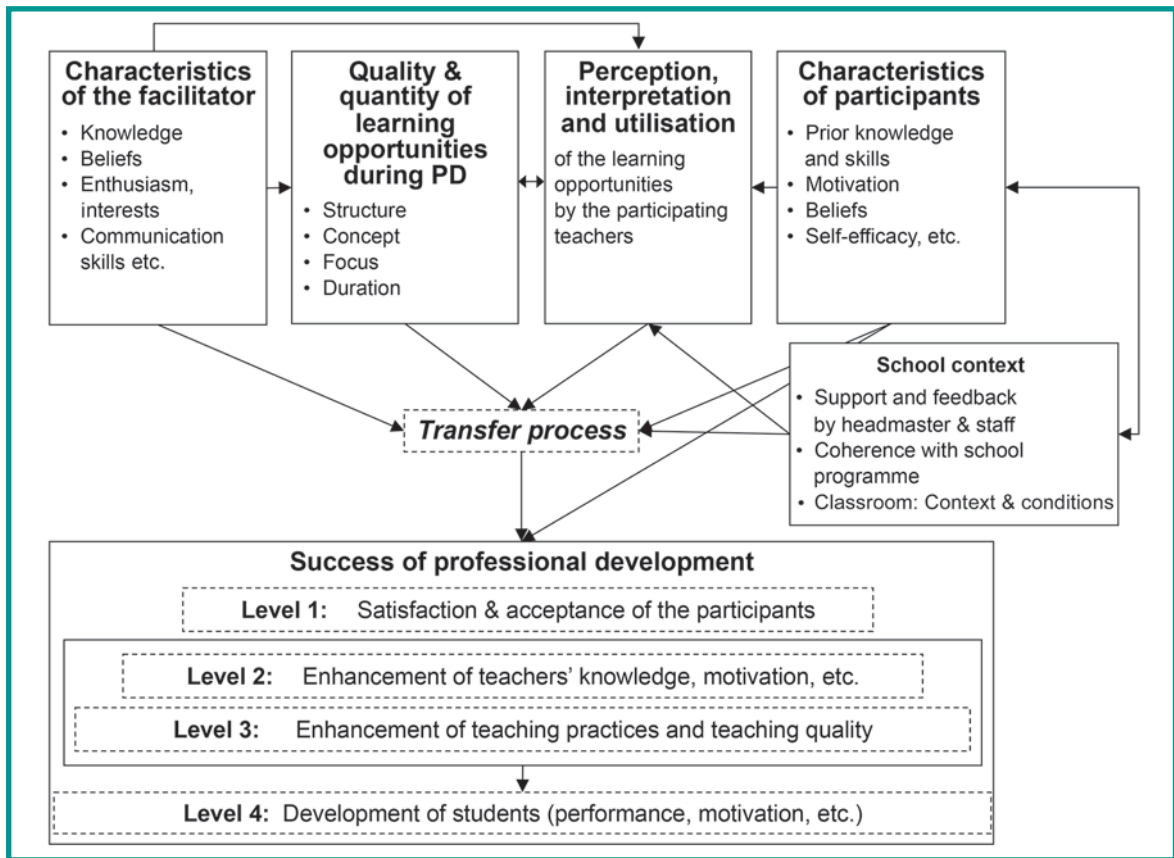 Characteristics
of the facilitator
• Knowledge
• Beliefs
• Enthusiasm,
interests
• Communication
skills etc.
Quality &
quantity of
learning
opportunities
during PD
• Structure
• Concept
• Focus
• Duration
Perception,
interpretation
and utilisation
of the learning
opportunities
by the participating
teachers
Characteristics
of participants
• Prior knowledge
and skills
• Motivation
• Beliefs
• Self-efficacy, etc.
School context
• Support and feedback
by headmaster & staff
• Coherence with school
programme
• Classroom: Context & conditions
Transfer process
Success of professional development
Level 1: Satisfaction & acceptance of the participants
Level 2: Enhancement of teachers’ knowledge, motivation, etc.
Level 3: Enhancement of teaching practices and teaching quality
Level 4: Development of students (performance, motivation, etc.)